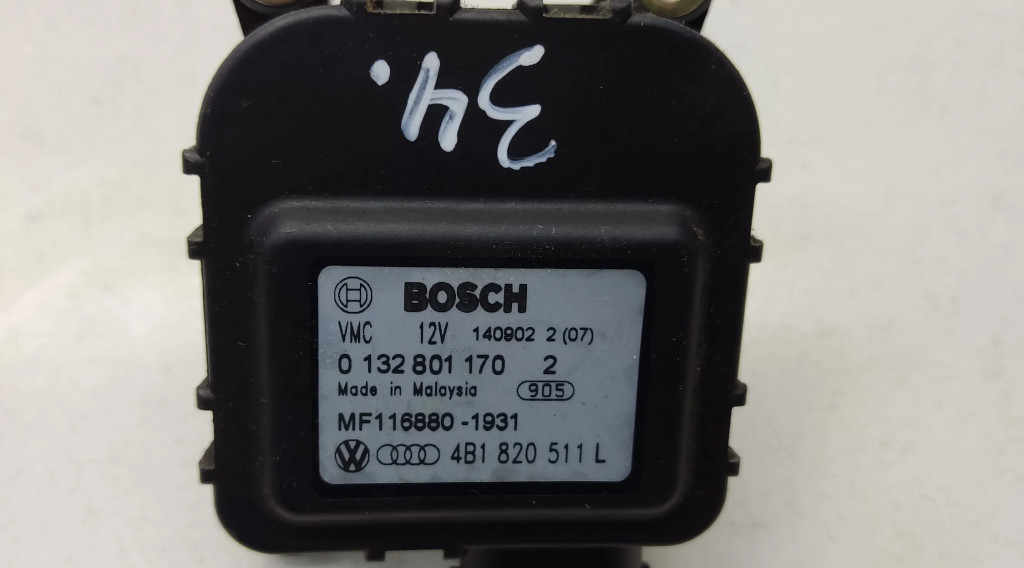 34.
BOSCH
VMC 12V 140902 2 (07)
0 132 801 170 2
Made in Malaysia 905
MF116880-1931
VW 4B1 820 511 L